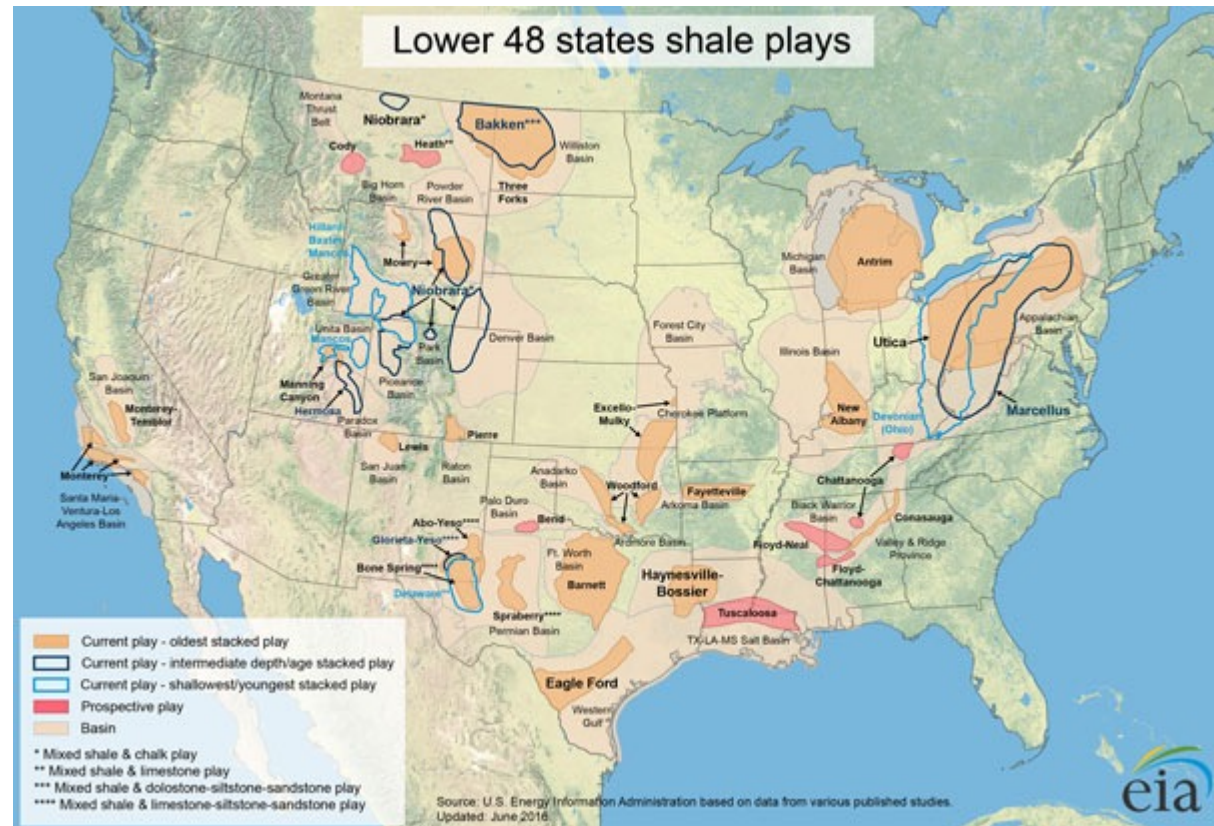 Lower 48 states shale plays
Montana
Thrust
Belt
Niobrara*
Bakken***
Cody
Heath**
Williston
Basin
Big Horn
Basin
Powder
River Basin
Three
Forks
Hilliard-
Baxter-
Mancos
Mowry
Greater
Green River
Basin
Niobrara*
Uinta Basin
Mancos
Park
Basin
Denver Basin
Manning
Canyon
Piceance
Basin
Hermosa
Paradox
Basin
San Joaquin
Basin
Monterey-
Temblor
Monterey
Santa Maria-
Ventura-Los
Angeles Basin
Lewis
San Juan
Basin
Pierre
Raton
Basin
Forest City
Basin
Excello-
Mulky
Cherokee Platform
Michigan
Basin
Antrim
Illinois Basin
New
Albany
Utica
Appalachian
Basin
Devonian
(Ohio)
Marcellus
Anadarko
Basin
Woodford
Fayetteville
Arkoma Basin
Chattanooga
Palo Duro
Basin
Bend
Abo-Yeso****
Glorieta-Yeso****
Ardmore Basin
Black Warrior
Basin
Conasauga
Floyd-Neal
Valley & Ridge
Province
Floyd-
Chattanooga
Bone Spring****
Delaware**
Ft. Worth
Basin
Barnett
Haynesville-
Bossier
Spraberry****
Permian Basin
Tuscaloosa
TX-LA-MS Salt Basin
Eagle Ford
Western
Gulf
Current play - oldest stacked play
Current play - intermediate depth/age stacked play
Current play - shallowest/youngest stacked play
Prospective play
Basin
* Mixed shale & chalk play
** Mixed shale & limestone play
*** Mixed shale & dolostone-siltstone-sandstone play
**** Mixed shale & limestone-siltstone-sandstone play
Source: U.S. Energy Information Administration based on data from various published studies.
Updated: June 2016
eia